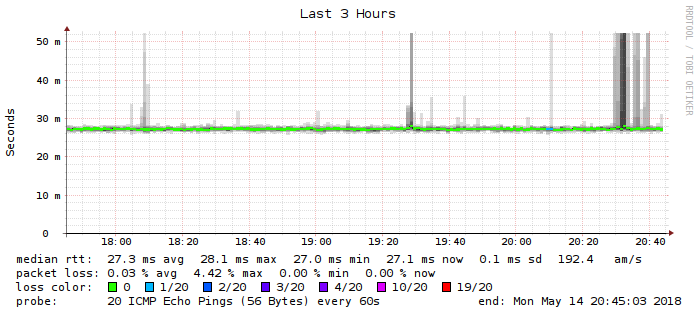 Last 3 Hours
RRDTOOL / TOBI OETIKER
Seconds
50 m
40 m
30 m
20 m
10 m
0
18:00 18:20 18:40 19:00 19:20 19:40 20:00 20:20 20:40
median rtt: 27.3 ms avg 28.1 ms max 27.0 ms min 27.1 ms now 0.1 ms sd 192.4 am/s
packet loss: 0.03 % avg 4.42 % max 0.00 % min 0.00 % now
loss color: 0 1/20 2/20 3/20 4/20 10/20 19/20
probe: 20 ICMP Echo Pings (56 Bytes) every 60s end: Mon May 14 20:45:03 2018